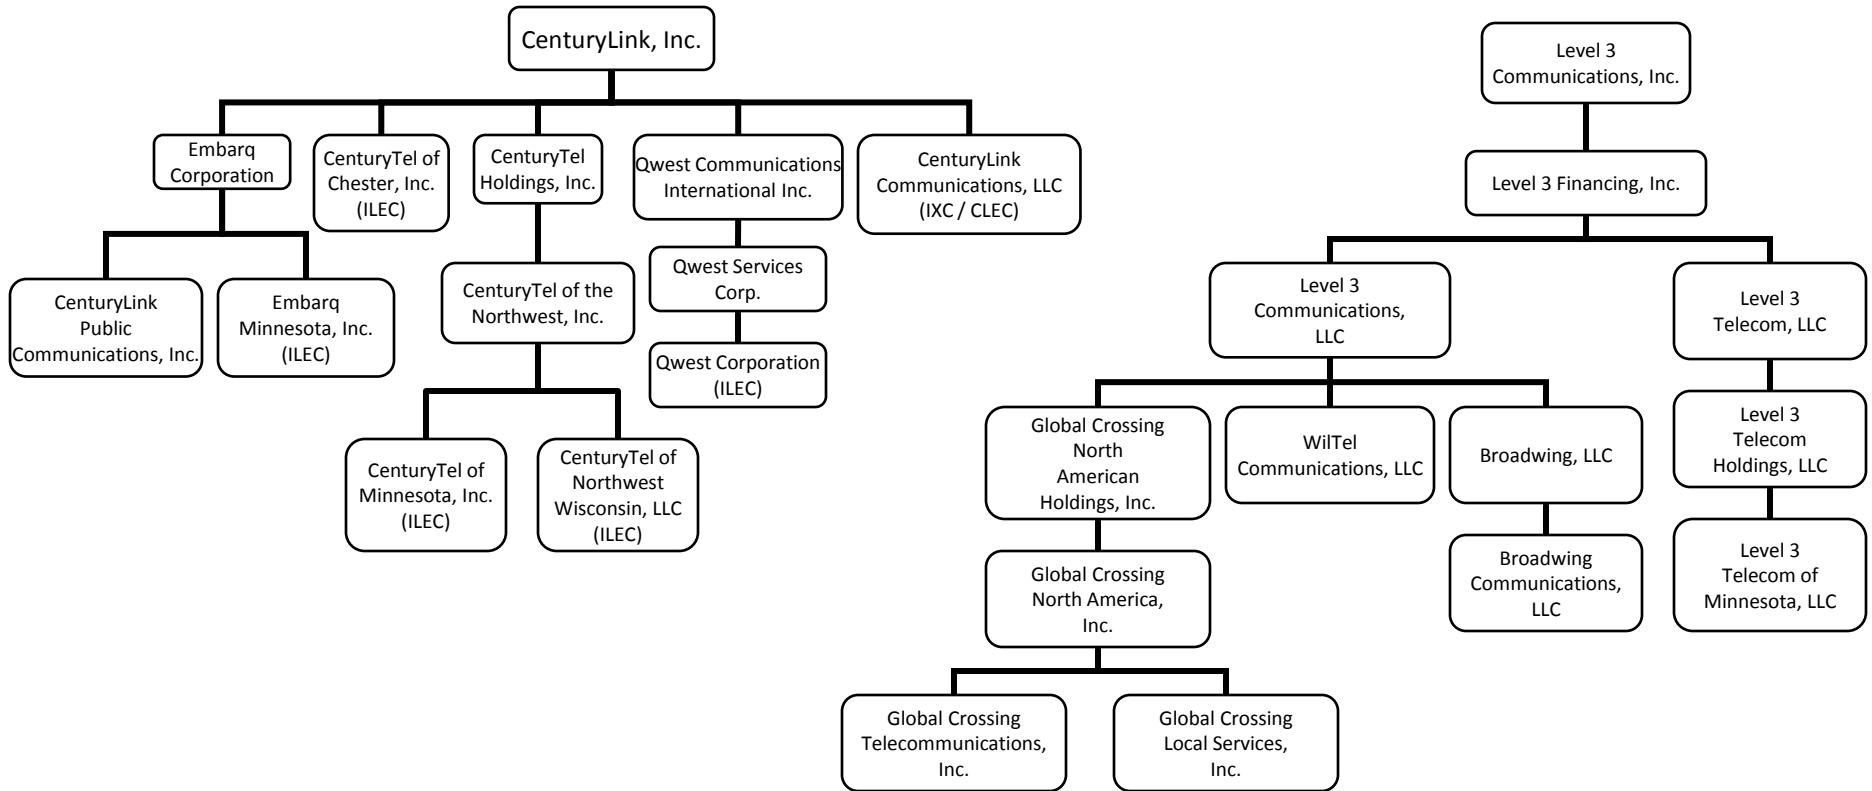 CenturyLink, Inc.
Embarq
Corporation
CenturyTel of
Chester, Inc.
(ILEC)
CenturyTel
Holdings, Inc.
Qwest Communications
International Inc.
CenturyLink
Communications, LLC
(IXC / CLEC)
CenturyLink
Public
Communications, Inc.
Embarq
Minnesota, Inc.
(ILEC)
CenturyTel of the
Northwest, Inc.
Qwest Services
Corp.
Qwest Corporation
(ILEC)
CenturyTel of
Minnesota, Inc.
(ILEC)
CenturyTel of
Northwest
Wisconsin, LLC
(ILEC)
Level 3
Communications, Inc.
Level 3 Financing, Inc.
Level 3
Communications,
LLC
Level 3
Telecom, LLC
Global Crossing
North
American
Holdings, Inc.
WilTel
Communications, LLC
Broadwing, LLC
Level 3
Telecom
Holdings, LLC
Global Crossing
North America,
Inc.
Broadwing
Communications,
LLC
Level 3
Telecom of
Minnesota, LLC
Global Crossing
Telecommunications,
Inc.
Global Crossing
Local Services,
Inc.